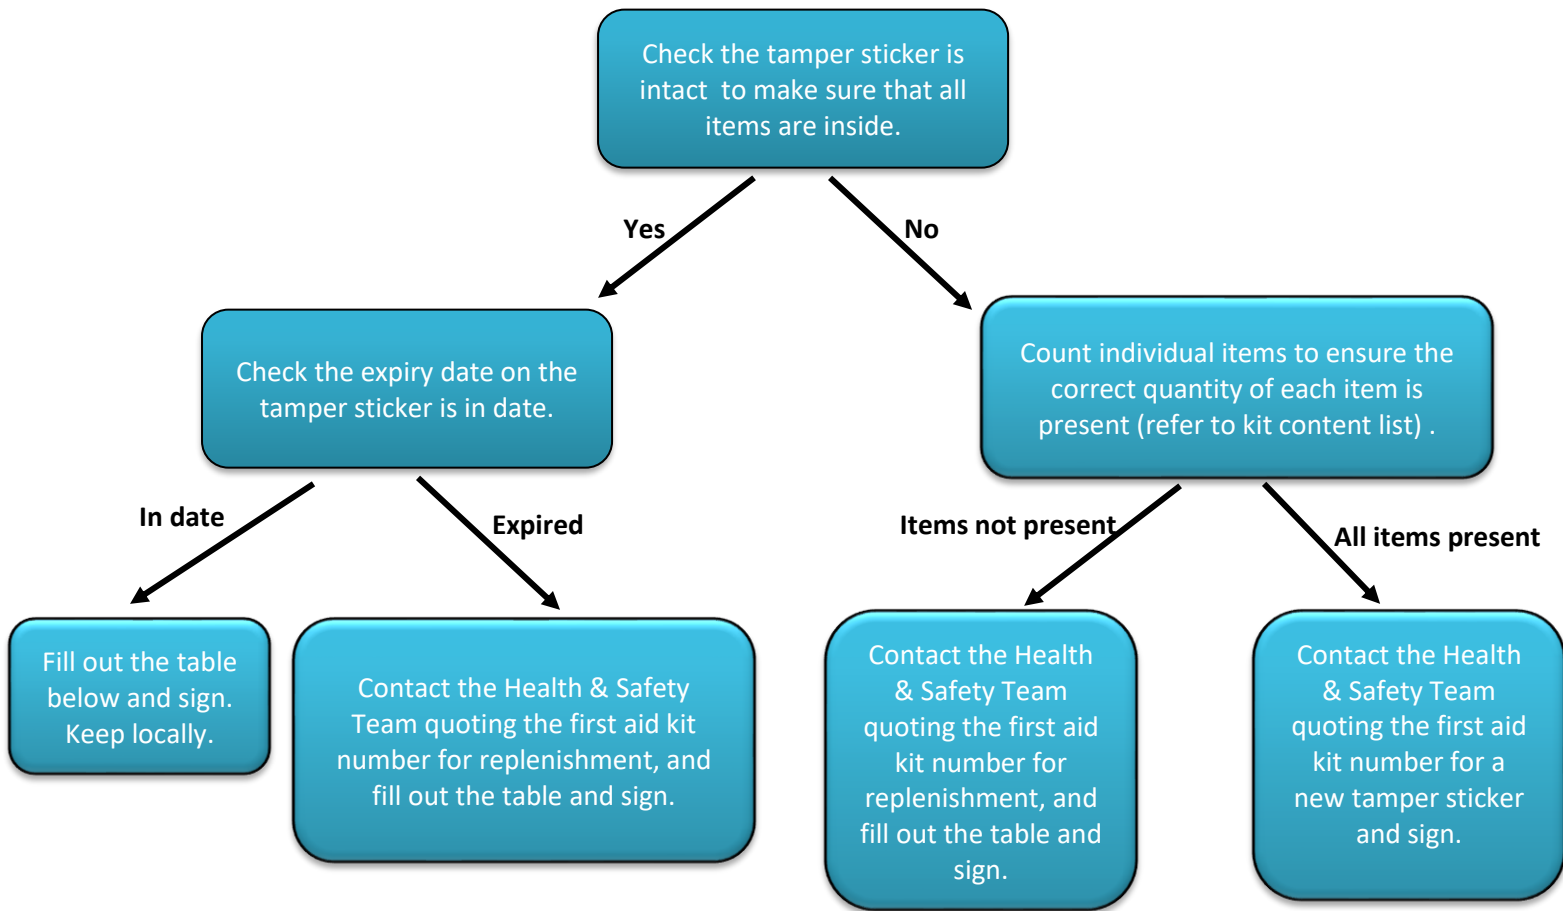 Check the tamper sticker is
intact to make sure that all
items are inside.
Yes
No
Check the expiry date on the
tamper sticker is in date.
Count individual items to ensure the
correct quantity of each item is
present (refer to kit content list) .
In date
Expired
Items not present
All items present
Fill out the table
below and sign.
Keep locally.
Contact the Health & Safety
Team quoting the first aid kit
number for replenishment, and
fill out the table and sign.
Contact the Health
& Safety Team
quoting the first aid
kit number for
replenishment, and
fill out the table and
sign.
Contact the Health
& Safety Team
quoting the first aid
kit number for a
new tamper sticker
and sign.